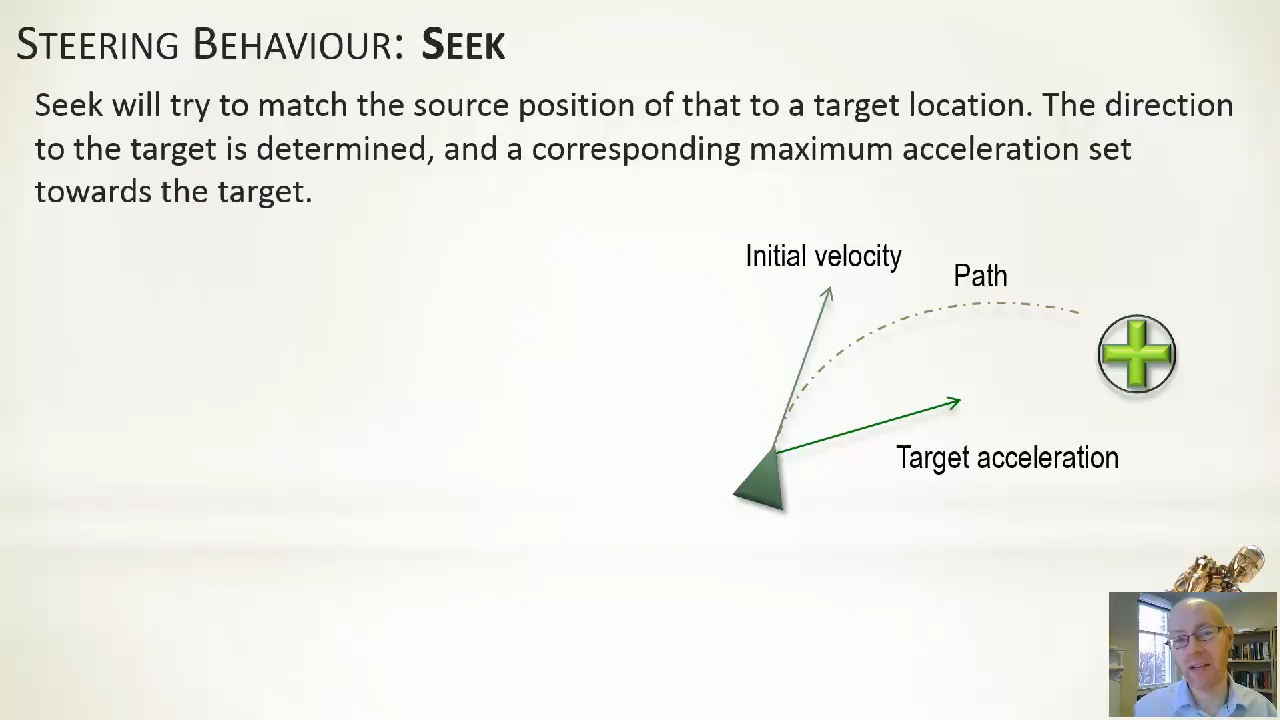 STEERING BEHAVIOUR: SEEK
Seek will try to match the source position of that to a target location. The direction
to the target is determined, and a corresponding maximum acceleration set
towards the target.
Initial velocity
Path
Target acceleration